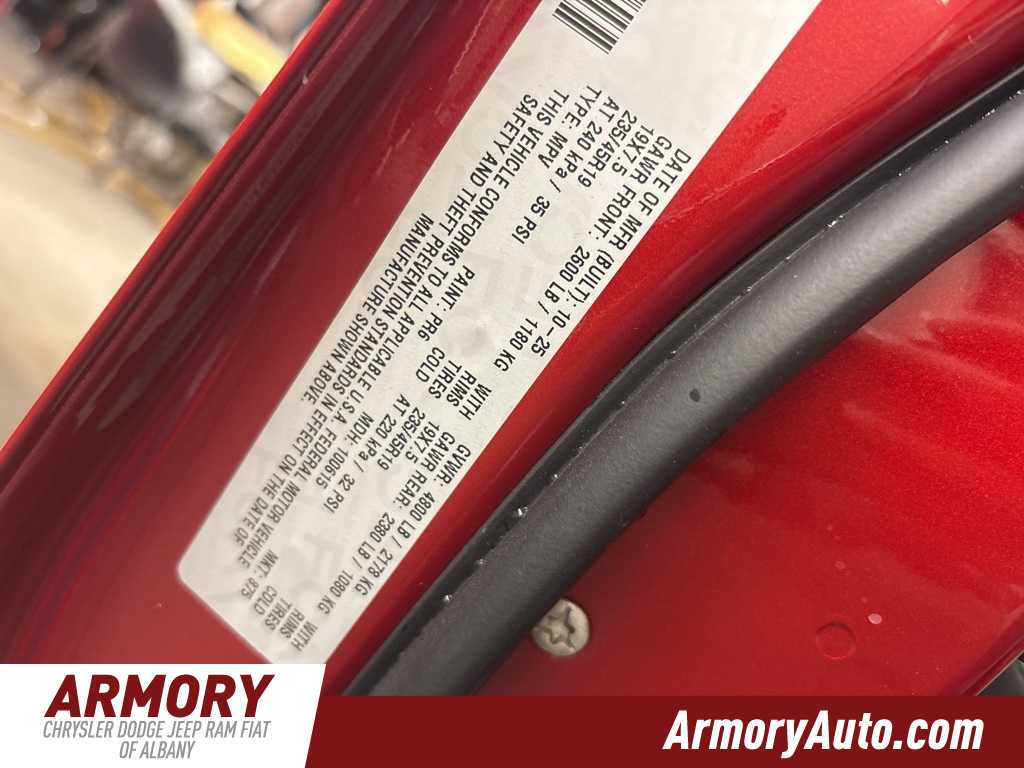 DATE OF MFR (BUILT): 10-25 GVWR: 4800 LB / 2178 KG
GAWR FRONT: 2600 LB / 1180 KG WITH GAWR REAR: 2380 LB / 1080 KG WITH
19X7.5 RIMS 19X7.5 RIMS
235/45R19 TIRES 235/45R19 TIRES
AT 240 kPa / 35 PSI COLD AT 220 kPa / 32 PSI COLD
TYPE: MPV PAINT: PR6 MDH: 100615 MKT: 875
THIS VEHICLE CONFORMS TO ALL APPLICABLE U.S.A. FEDERAL MOTOR VEHICLE
SAFETY AND THEFT PREVENTION STANDARDS IN EFFECT ON THE DATE OF
MANUFACTURE SHOWN ABOVE.
ARMORY
CHRYSLER DODGE JEEP RAM FIAT
OF ALBANY
ArmoryAuto.com